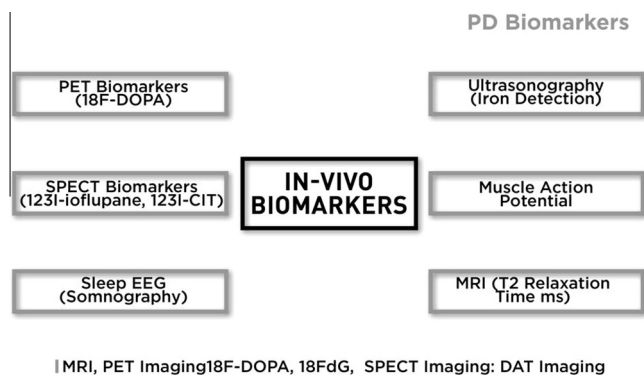 PD Biomarkers
PET Biomarkers
(18F-DOPA)
Ultrasonography
(Iron Detection)
SPECT Biomarkers
(123I-ioflupane, 123I-CIT)
IN-VIVO
BIOMARKERS
Muscle Action
Potential
Sleep EEG
(Somnography)
MRI (T2 Relaxation
Time ms)
MRI, PET Imaging18F-DOPA, 18FdG, SPECT Imaging: DAT Imaging